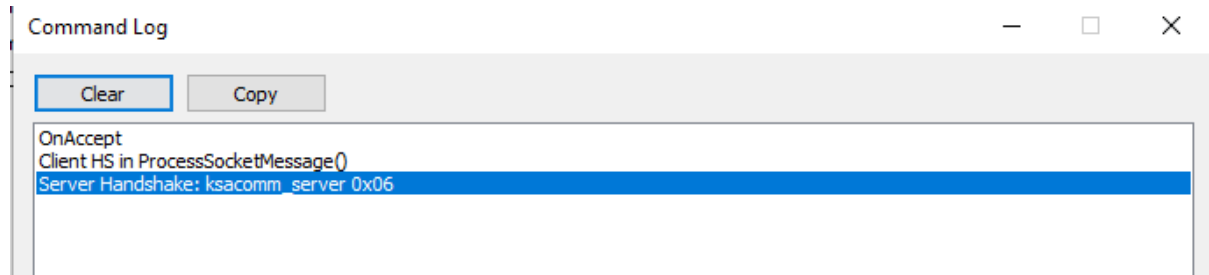 Command Log
Clear Copy
OnAccept
Client HS in ProcessSocketMessage()
Server Handshake: ksacomm_server 0x06